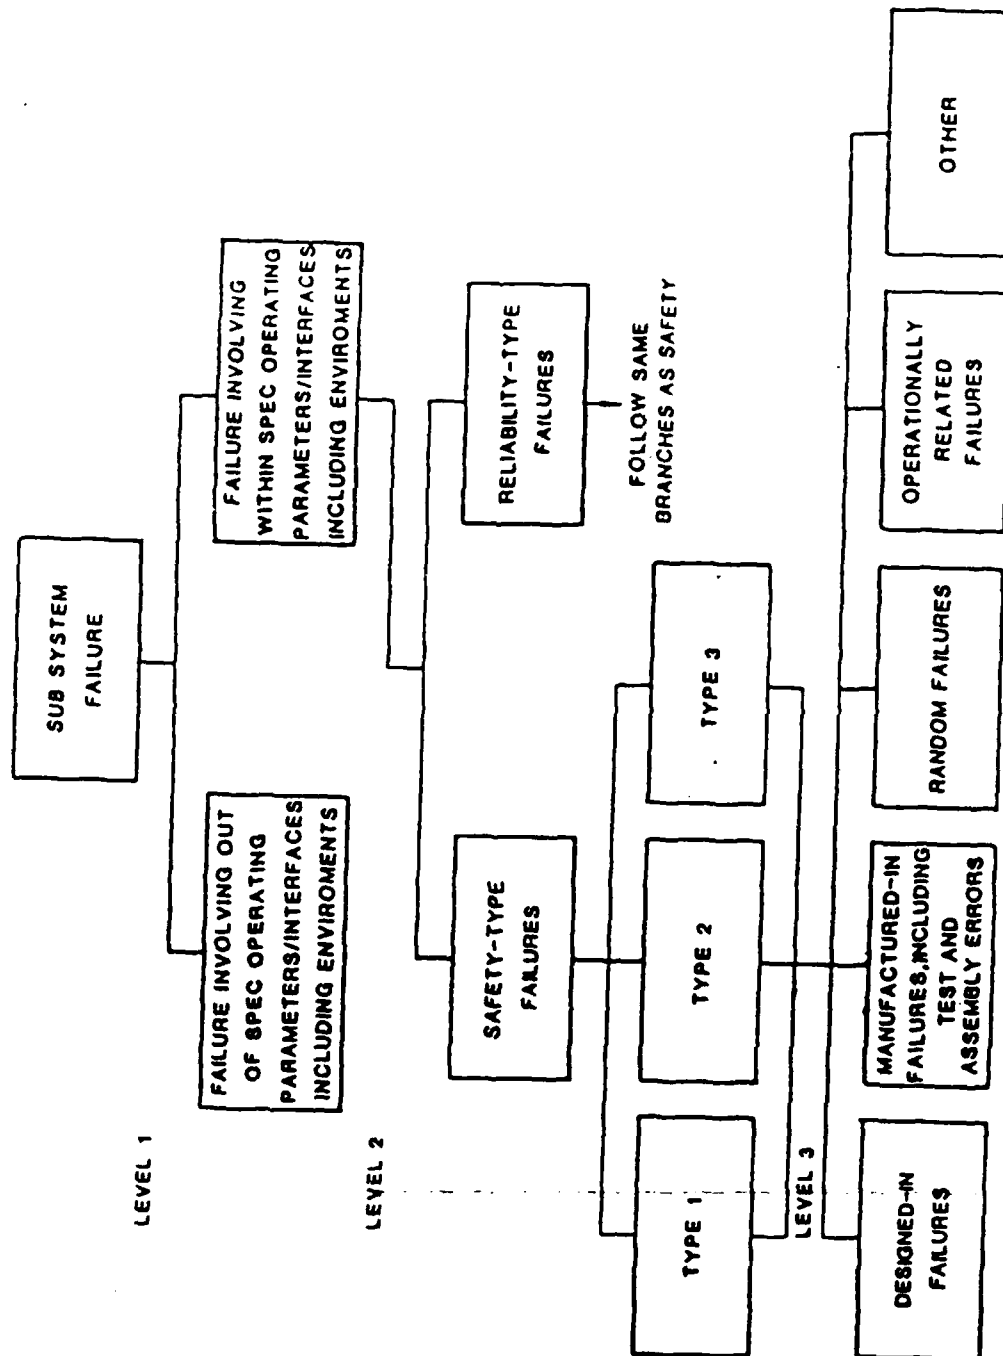 SUB SYSTEM
FAILURE
LEVEL 1
FAILURE INVOLVING OUT
OF SPEC OPERATING
PARAMETERS/INTERFACES
INCLUDING ENVIROMENTS
FAILURE INVOLVING
WITHIN SPEC OPERATING
PARAMETERS/INTERFACES
INCLUDING ENVIROMENTS
LEVEL 2
SAFETY-TYPE
FAILURES
RELIABILITY-TYPE
FAILURES
FOLLOW SAME
BRANCHES AS SAFETY
TYPE 1
TYPE 2
TYPE 3
LEVEL 3
DESIGNED-IN
FAILURES
MANUFACTURED-IN
FAILURES,INCLUDING
TEST AND
ASSEMBLY ERRORS
RANDOM FAILURES
OPERATIONALLY
RELATED
FAILURES
OTHER